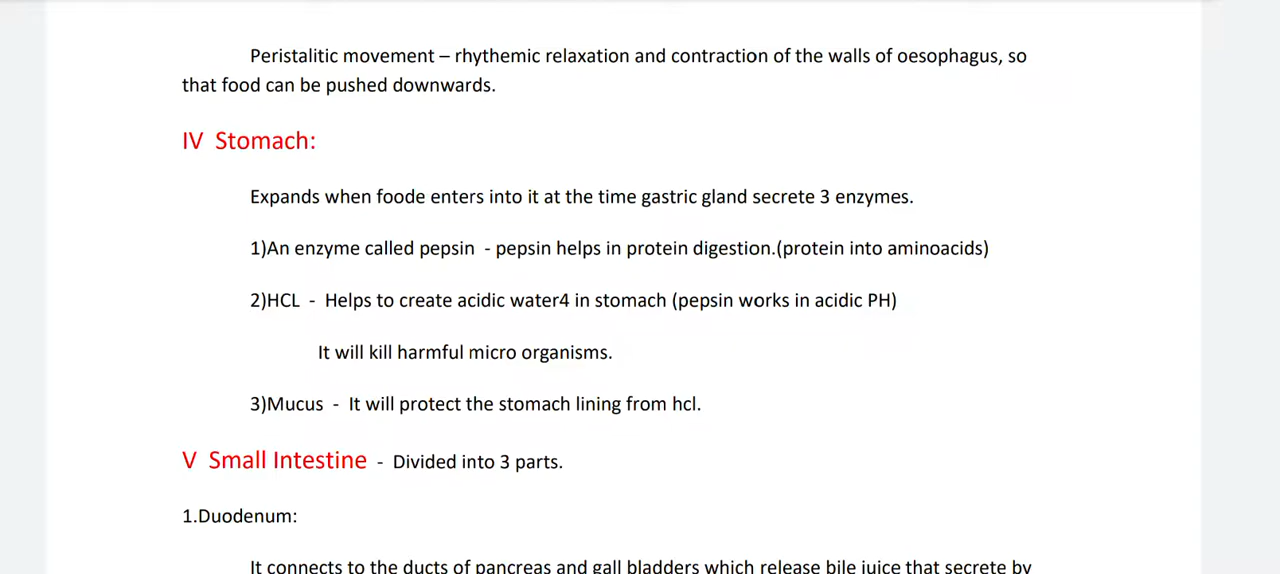 Peristalitic movement – rhythemic relaxation and contraction of the walls of oesophagus, so
that food can be pushed downwards.
IV Stomach:
Expands when foode enters into it at the time gastric gland secrete 3 enzymes.
1)An enzyme called pepsin - pepsin helps in protein digestion.(protein into aminoacids)
2)HCL - Helps to create acidic water4 in stomach (pepsin works in acidic PH)
It will kill harmful micro organisms.
3)Mucus - It will protect the stomach lining from hcl.
V Small Intestine - Divided into 3 parts.
1.Duodenum:
It connects to the ducts of pancreas and gall bladders which release bile juice that secrete by